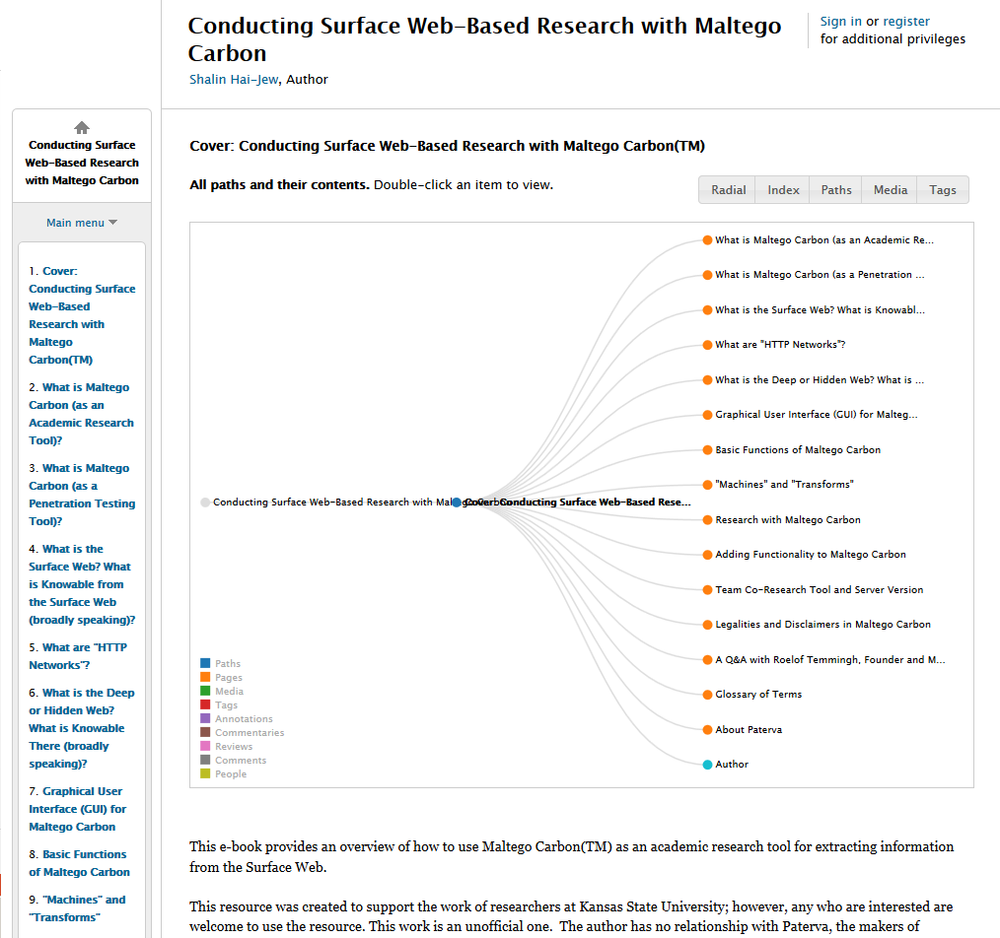 Conducting Surface Web-Based Research with Maltego
Carbon
Shalin Hai-Jew, Author
Sign in or register
for additional privileges
Conducting Surface
Web-Based Research
with Maltego Carbon
Main menu
1. Cover:
Conducting Surface
Web-Based
Research with
Maltego
Carbon(TM)
2. What is Maltego
Carbon (as an
Academic Research
Tool)?
3. What is Maltego
Carbon (as a
Penetration Testing
Tool)?
4. What is the
Surface Web? What
is Knowable from
the Surface Web
(broadly speaking)?
5. What are "HTTP
Networks"?
6. What is the Deep
or Hidden Web?
What is Knowable
There (broadly
speaking)?
7. Graphical User
Interface (GUI) for
Maltego Carbon
8. Basic Functions
of Maltego Carbon
9. "Machines" and
"Transforms"
Cover: Conducting Surface Web-Based Research with Maltego Carbon(TM)
All paths and their contents. Double-click an item to view.
Radial Index Paths Media Tags
Conducting Surface Web-Based Research with Maltego Carbon
Cover: Conducting Surface Web-Based Rese...
What is Maltego Carbon (as an Academic Re...
What is Maltego Carbon (as a Penetration ...
What is the Surface Web? What is Knowabl...
What are "HTTP Networks"?
What is the Deep or Hidden Web? What is ...
Graphical User Interface (GUI) for Malteg...
Basic Functions of Maltego Carbon
"Machines" and "Transforms"
Research with Maltego Carbon
Adding Functionality to Maltego Carbon
Team Co-Research Tool and Server Version
Legalities and Disclaimers in Maltego Carbon
A Q&A with Roelof Temmingh, Founder and M...
Glossary of Terms
About Paterva
Author
Paths
Pages
Media
Tags
Annotations
Commentaries
Reviews
Comments
People
This e-book provides an overview of how to use Maltego Carbon(TM) as an academic research tool for extracting information
from the Surface Web.
This resource was created to support the work of researchers at Kansas State University; however, any who are interested are
welcome to use the resource. This work is an unofficial one. The author has no relationship with Paterva, the makers of